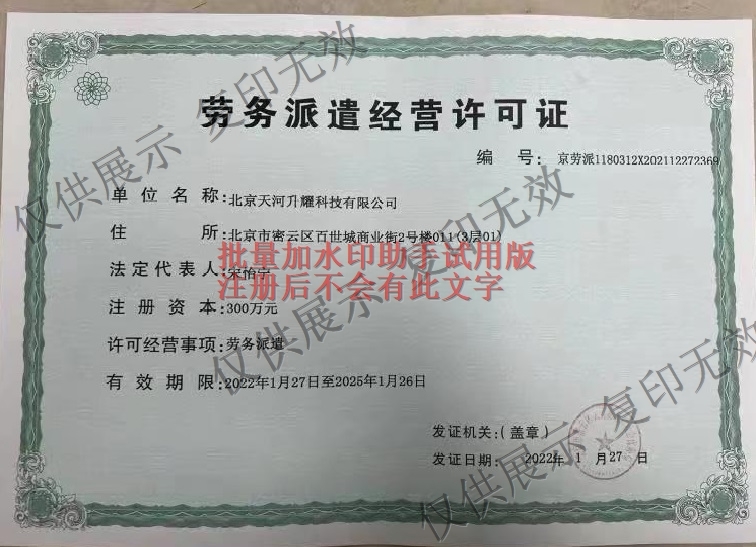 劳务派遣经营许可证
编 号: 京劳派1180312X202112272369
单位名称:北京天河升耀科技有限公司
住 所:北京市密云区百世城商业街2号楼011(3层01)
批量加水印助手试用版
法定代表人:宋怡宁
注册后不会有此文字
注册资本:300万元
许可经营事项:劳务派遣
有效期限:2022年1月27日至2025年1月26日
发证机关:(盖章)
发证日期: 2022年 1 月27 日
仅供展示 复印无效
仅供展示 复印无效
仅供展示 复印无效